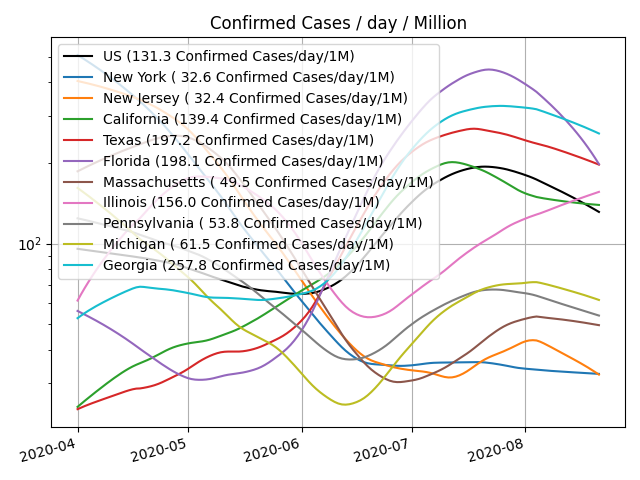 Confirmed Cases / day / Million
US (131.3 Confirmed Cases/day/1M)
New York ( 32.6 Confirmed Cases/day/1M)
New Jersey ( 32.4 Confirmed Cases/day/1M)
California (139.4 Confirmed Cases/day/1M)
Texas (197.2 Confirmed Cases/day/1M)
Florida (198.1 Confirmed Cases/day/1M)
Massachusetts ( 49.5 Confirmed Cases/day/1M)
Illinois (156.0 Confirmed Cases/day/1M)
Pennsylvania ( 53.8 Confirmed Cases/day/1M)
Michigan ( 61.5 Confirmed Cases/day/1M)
Georgia (257.8 Confirmed Cases/day/1M)
10²
2020-04 2020-05 2020-06 2020-07 2020-08